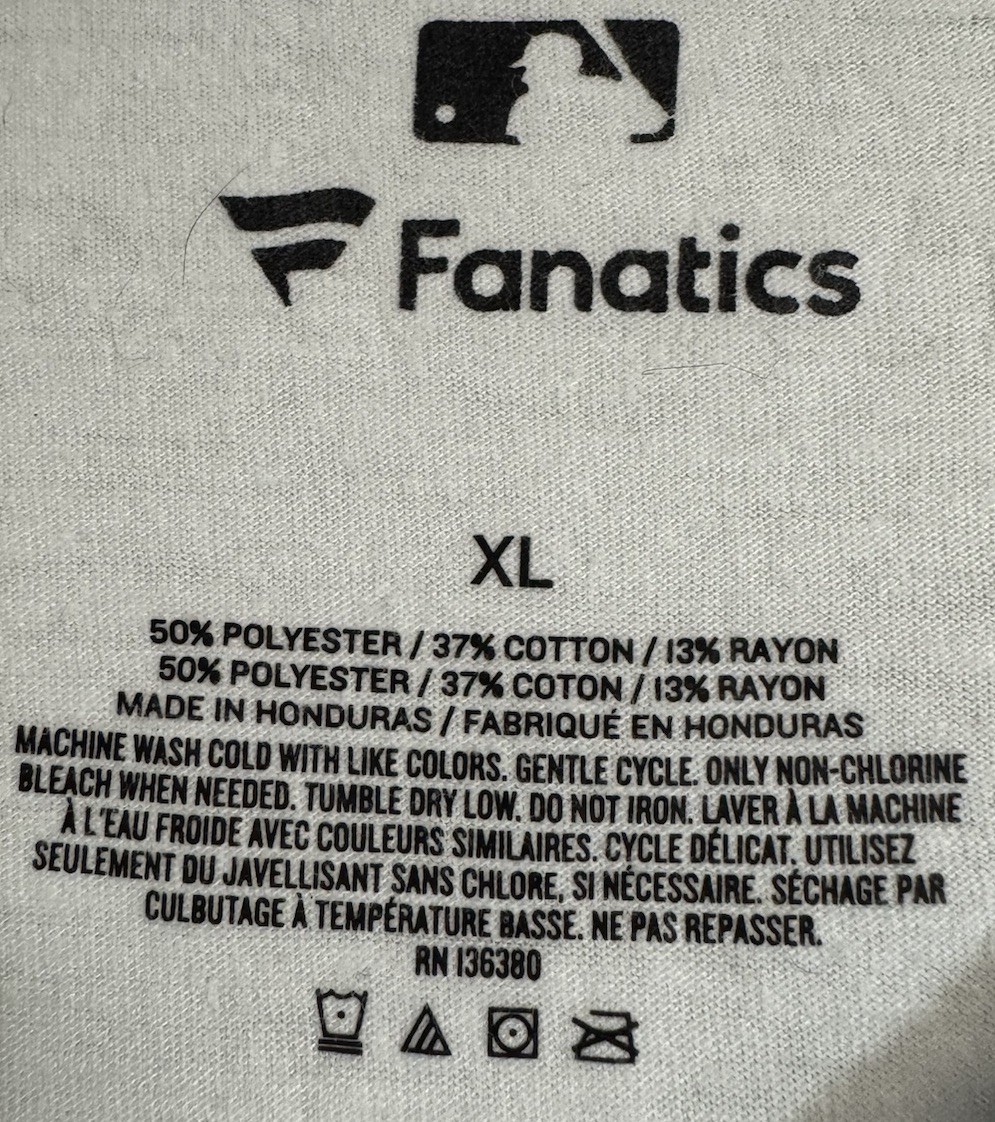 Fanatics
XL
50% POLYESTER / 37% COTTON / 13% RAYON
50% POLYESTER / 37% COTON / 13% RAYON
MADE IN HONDURAS / FABRIQUÉ EN HONDURAS
MACHINE WASH COLD WITH LIKE COLORS. GENTLE CYCLE. ONLY NON-CHLORINE
BLEACH WHEN NEEDED. TUMBLE DRY LOW. DO NOT IRON. LAVER À LA MACHINE
À L'EAU FROIDE AVEC COULEURS SIMILAIRES. CYCLE DÉLICAT. UTILISEZ
SEULEMENT DU JAVELLISANT SANS CHLORE, SI NÉCESSAIRE. SÉCHAGE PAR
CULBUTAGE À TEMPÉRATURE BASSE. NE PAS REPASSER.
RN 136380